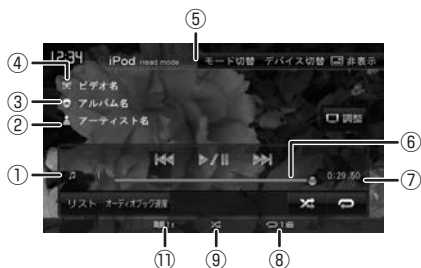 ⑤
④
③
②
①
12:34 iPod Head mode モード切替 デバイス切替 非表示
ビデオ名
アルバム名
アーティスト名
調整
⑥
0:29:50
⑦
リスト オーディオブック速度
1x
1曲
⑪
⑨
⑧